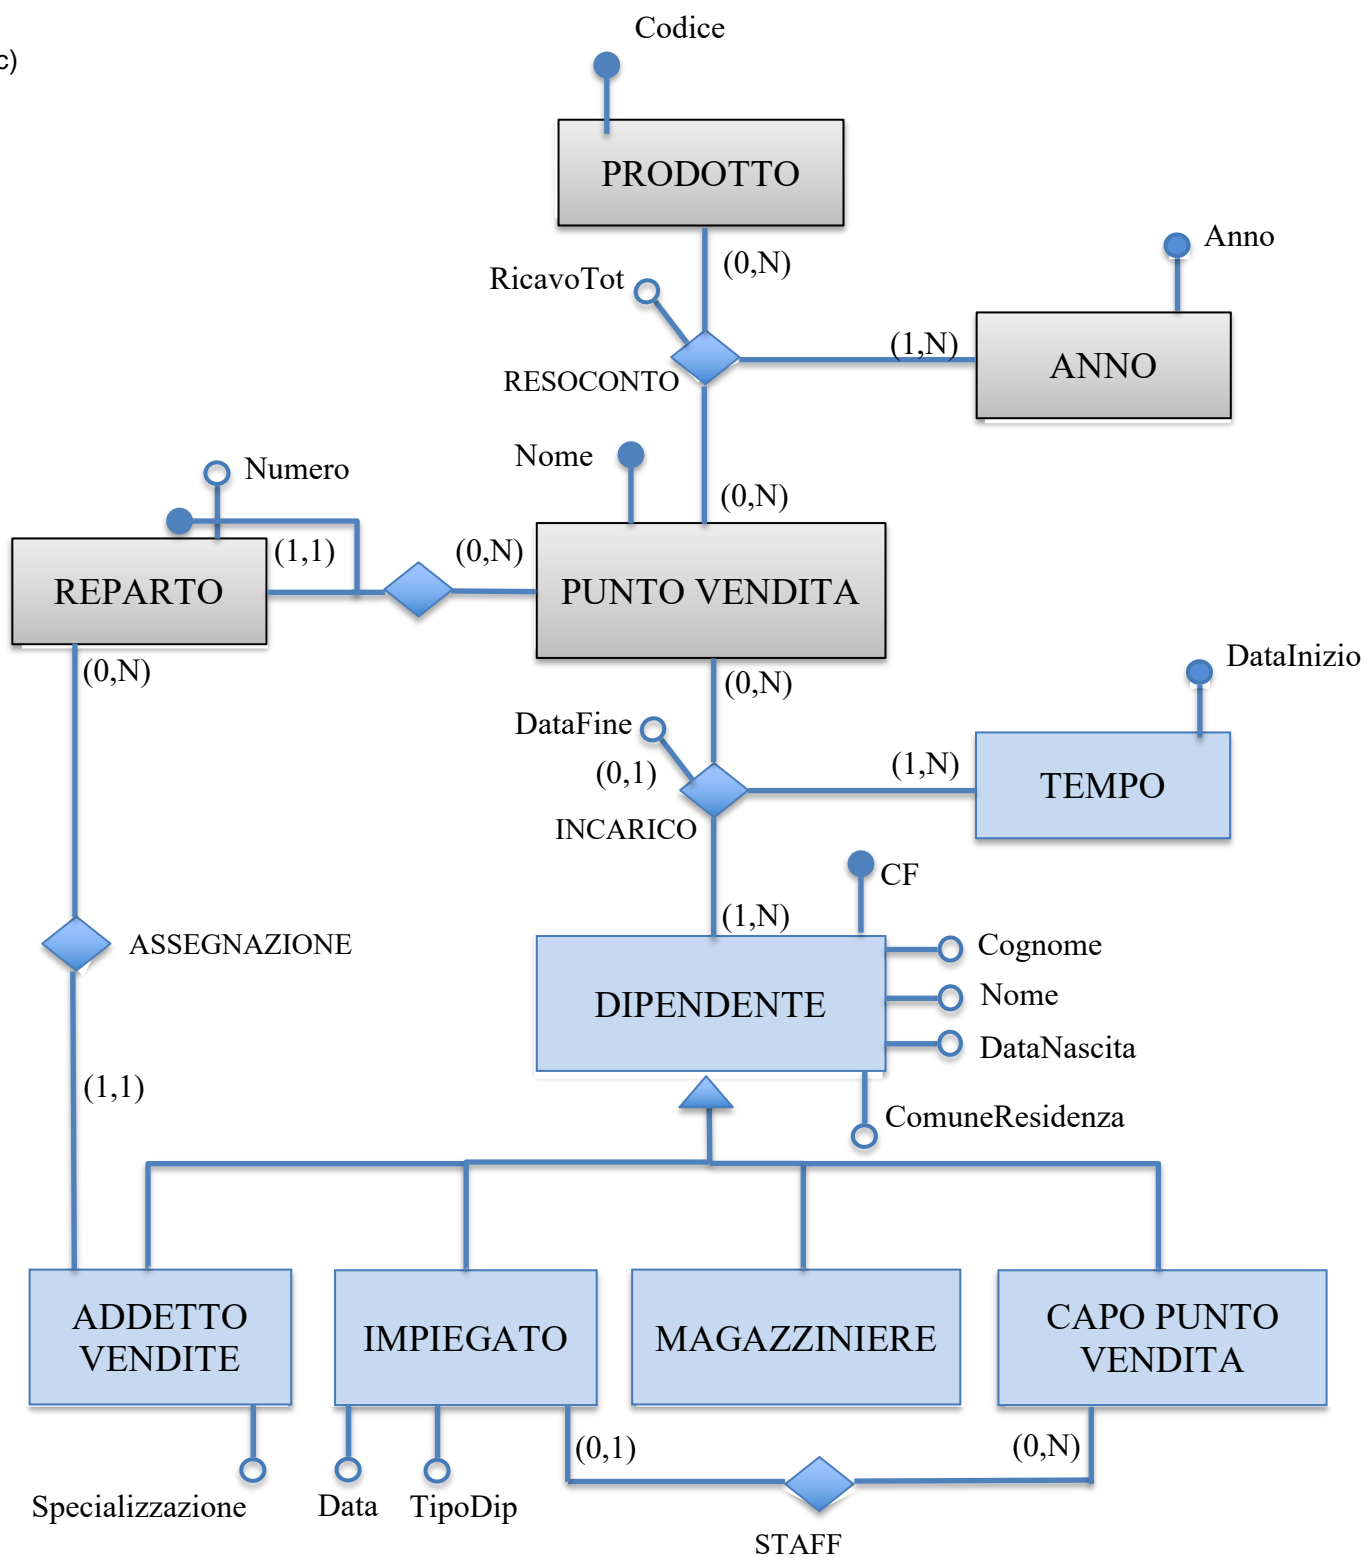 Codice
c)
PRODOTTO
(0,N)
Anno
RicavoTot
(1,N)
ANNO
RESOCONTO
Nome
Numero
(0,N)
(1,1)
(0,N)
REPARTO
PUNTO VENDITA
(0,N)
(0,N)
DataInizio
DataFine
(0,1)
(1,N)
TEMPO
INCARICO
CF
(1,N)
ASSEGNAZIONE
Cognome
DIPENDENTE
Nome
DataNascita
(1,1)
ComuneResidenza
ADDETTO
VENDITE
IMPIEGATO
MAGAZZINIERE
CAPO PUNTO
VENDITA
(0,1)
(0,N)
Specializzazione
Data
TipoDip
STAFF